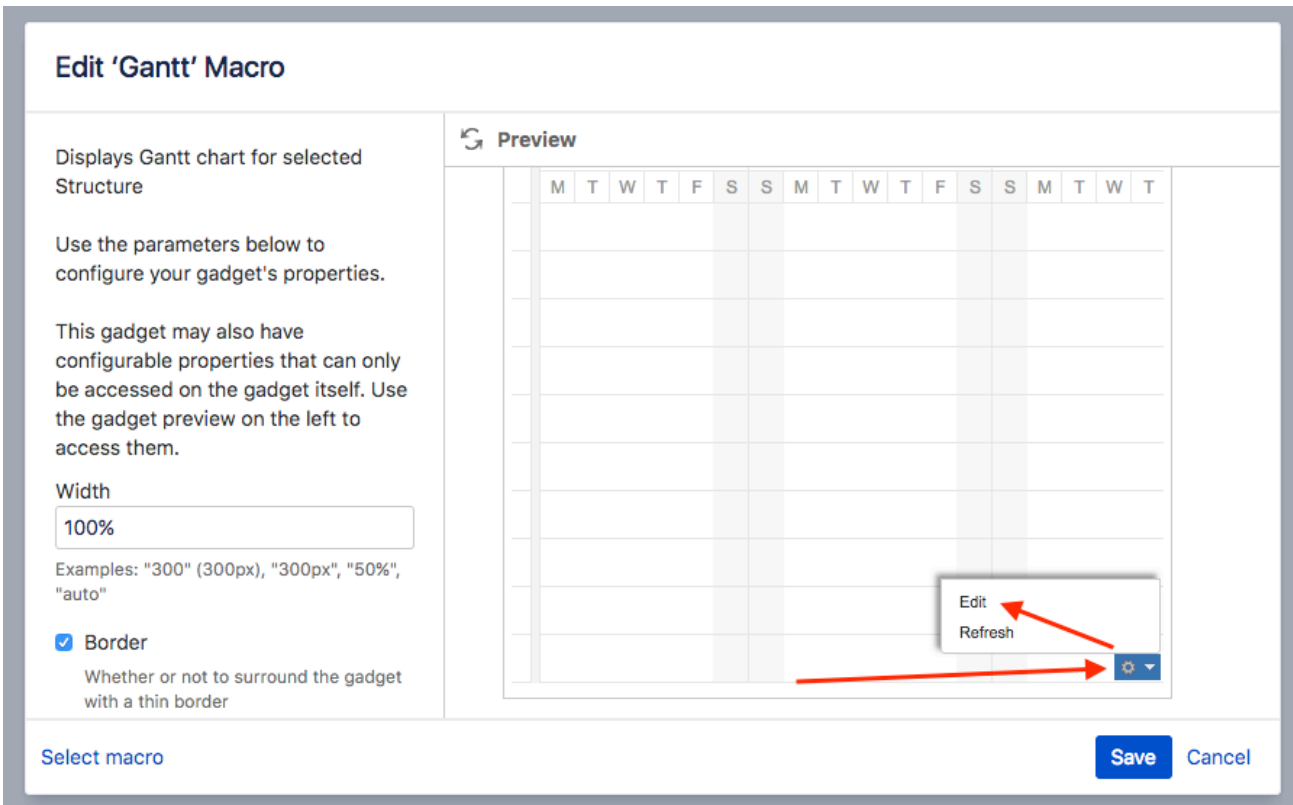 Edit ‘Gantt’ Macro
Displays Gantt chart for selected
Structure
Use the parameters below to
configure your gadget's properties.
This gadget may also have
configurable properties that can only
be accessed on the gadget itself. Use
the gadget preview on the left to
access them.
Width
100%
Examples: "300" (300px), "300px", "50%",
"auto"
Border
Whether or not to surround the gadget
with a thin border
Preview
M T W T F S S M T W T F S S M T W T
Edit
Refresh
Select macro
Save Cancel